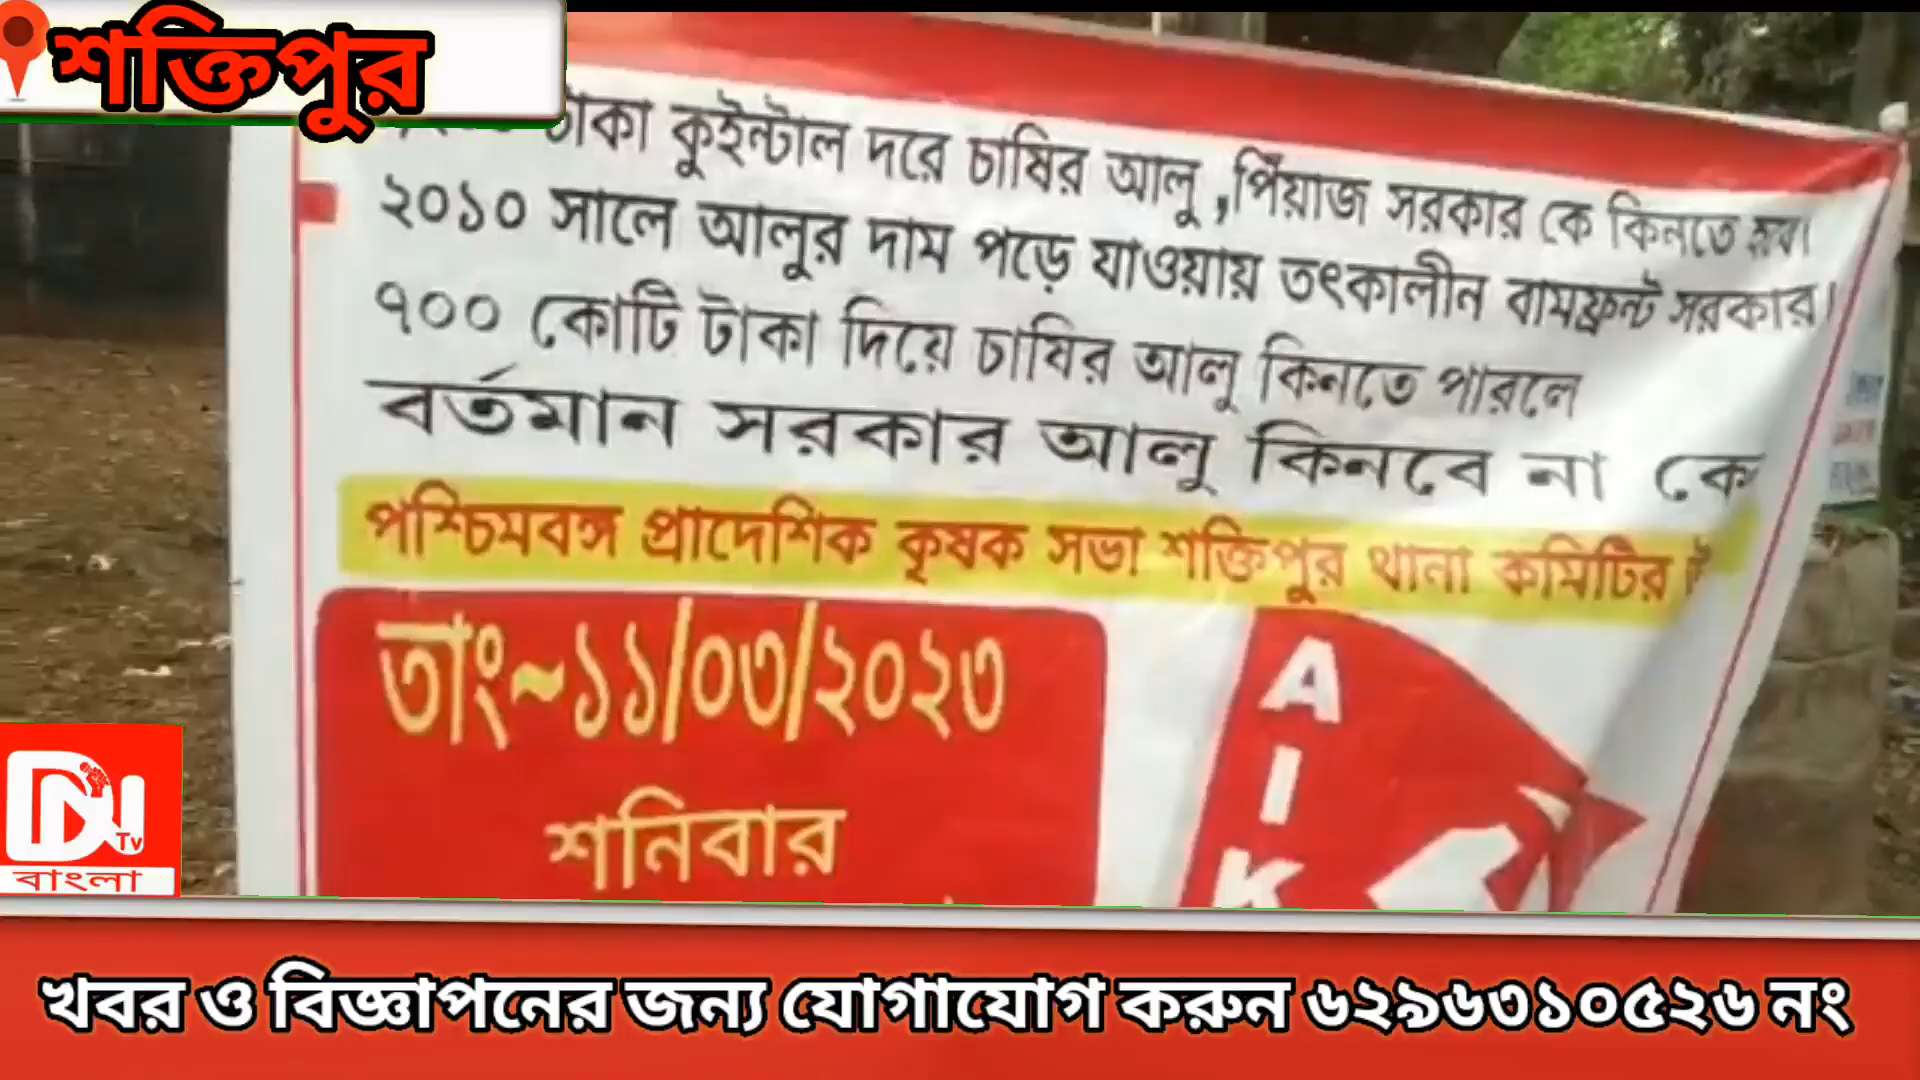 শক্তিপুর
টাকা কুইন্টাল দরে চাষির আলু ,পিঁয়াজ সরকার কে কিনতে হবে।
২০১০ সালে আলুর দাম পড়ে যাওয়ায় তৎকালীন বামফ্রন্ট সরকার।
৭০০ কোটি টাকা দিয়ে চাষির আলু কিনতে পারলে
বর্তমান সরকার আলু কিনবে না কে
পশ্চিমবঙ্গ প্রাদেশিক কৃষক সভা শক্তিপুর থানা কমিটির
তাং~১১/০৩/২০২৩
শনিবার
A
I
K
DN
Tv
বাংলা
খবর ও বিজ্ঞাপনের জন্য যোগাযোগ করুন ৬২৯৬৩১০৫২৬ নং